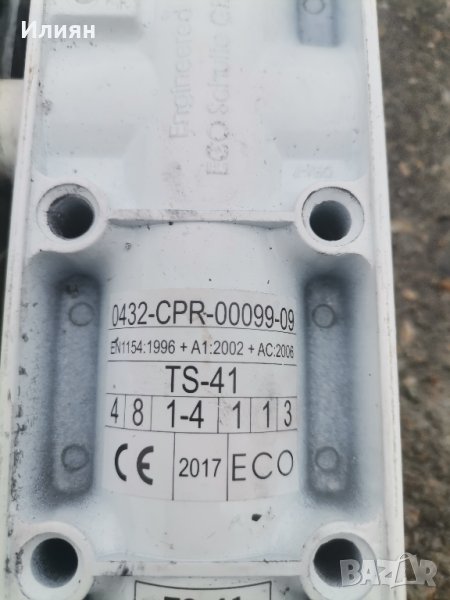 Илиян
Engineered
ECO Schulte
0432-CPR-00099-09
EN1154:1996 + A1:2002 + AC:2006
TS-41
4 8 1-4 1 1 3
CE 2017 ECO
BAZAR